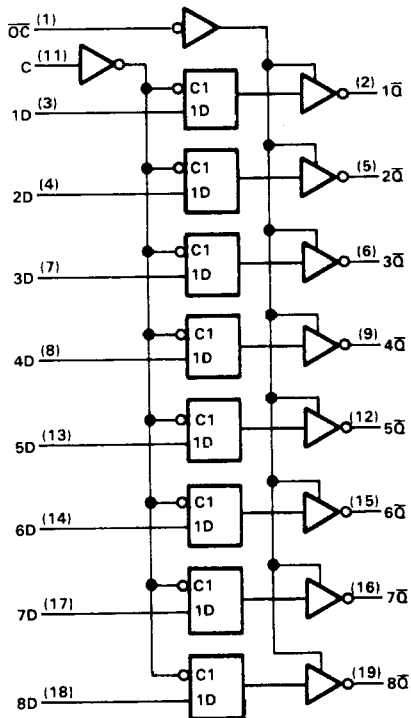 O̅C̅ (1)
C (11)
C1 (2) 1Q̅
1D (3) 1D
C1 (5) 2Q̅
2D (4) 1D
C1 (6) 3Q̅
3D (7) 1D
C1 (9) 4Q̅
4D (8) 1D
C1 (12) 5Q̅
5D (13) 1D
C1 (15) 6Q̅
6D (14) 1D
C1 (16) 7Q̅
7D (17) 1D
C1 (19) 8Q̅
8D (18) 1D